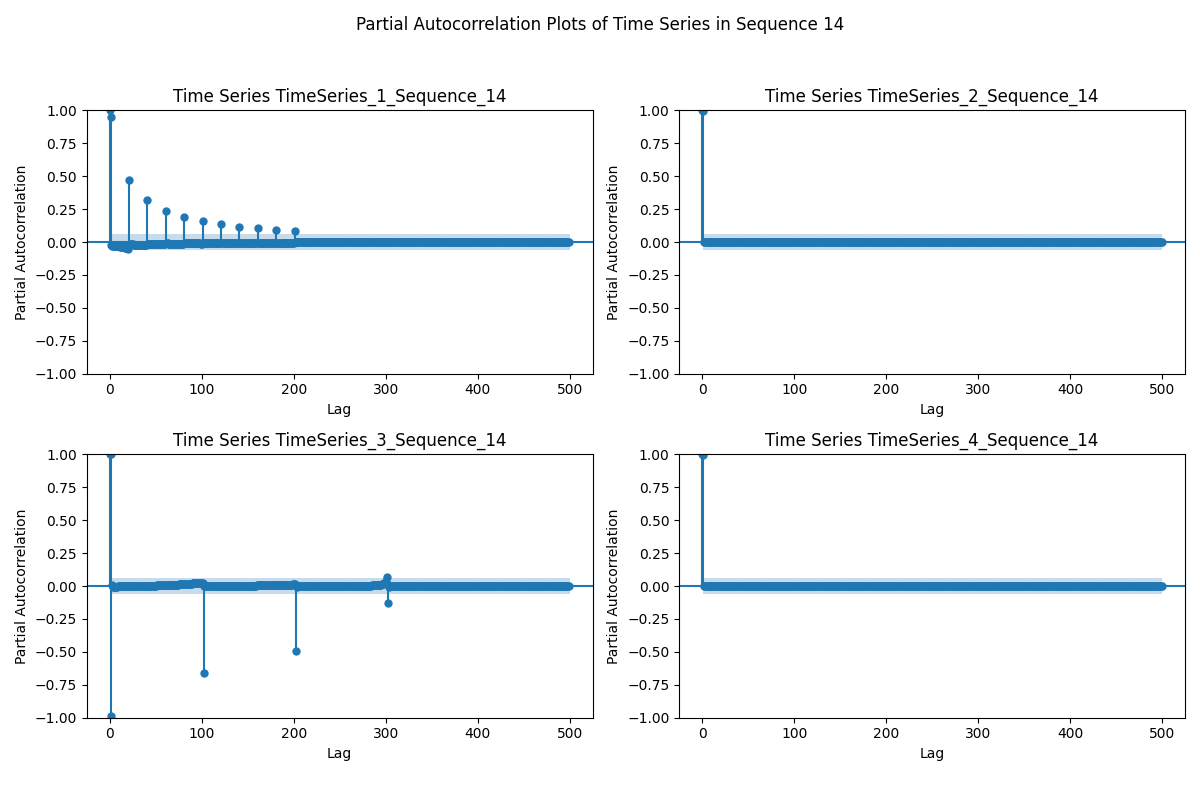 Partial Autocorrelation Plots of Time Series in Sequence 14
Time Series TimeSeries_1_Sequence_14
1.00
0.75
0.50
0.25
0.00
−0.25
−0.50
−0.75
−1.00
Partial Autocorrelation
0 100 200 300 400 500
Lag
Time Series TimeSeries_2_Sequence_14
1.00
0.75
0.50
0.25
0.00
−0.25
−0.50
−0.75
−1.00
Partial Autocorrelation
0 100 200 300 400 500
Lag
Time Series TimeSeries_3_Sequence_14
1.00
0.75
0.50
0.25
0.00
−0.25
−0.50
−0.75
−1.00
Partial Autocorrelation
0 100 200 300 400 500
Lag
Time Series TimeSeries_4_Sequence_14
1.00
0.75
0.50
0.25
0.00
−0.25
−0.50
−0.75
−1.00
Partial Autocorrelation
0 100 200 300 400 500
Lag